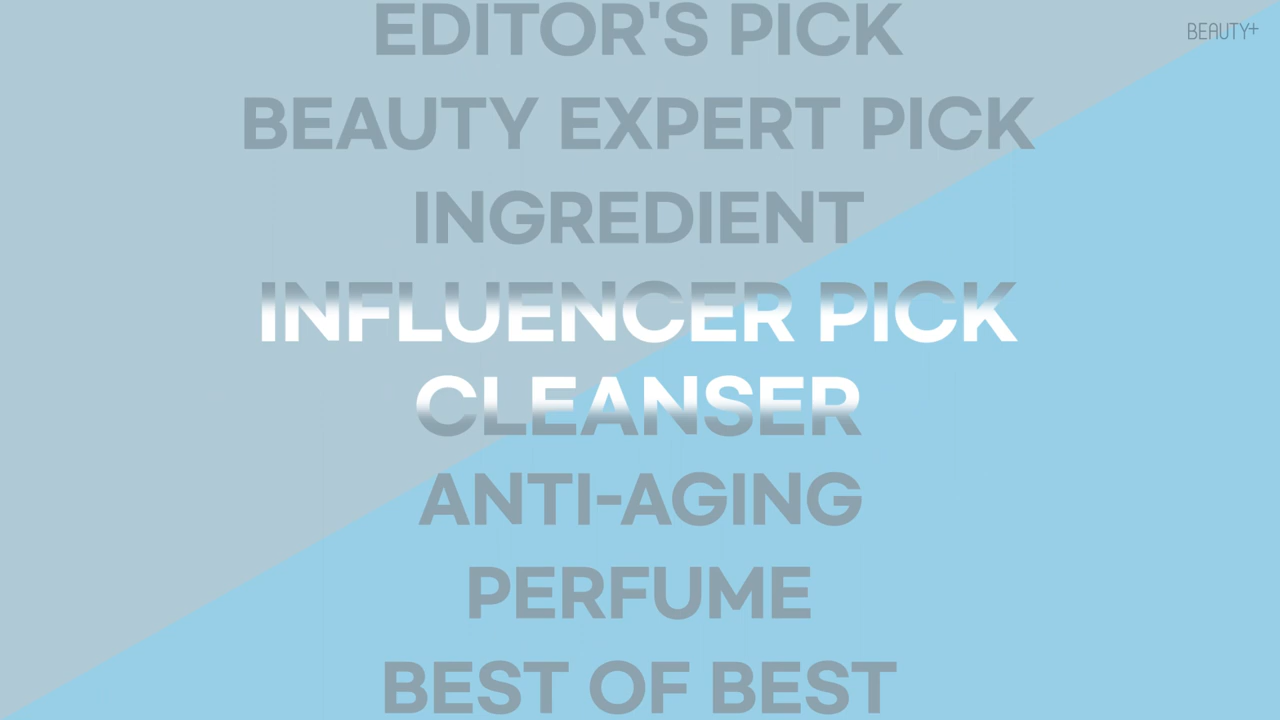 EDITOR'S PICK
BEAUTY+
BEAUTY EXPERT PICK
INGREDIENT
INFLUENCER PICK
CLEANSER
ANTI-AGING
PERFUME
BEST OF BEST